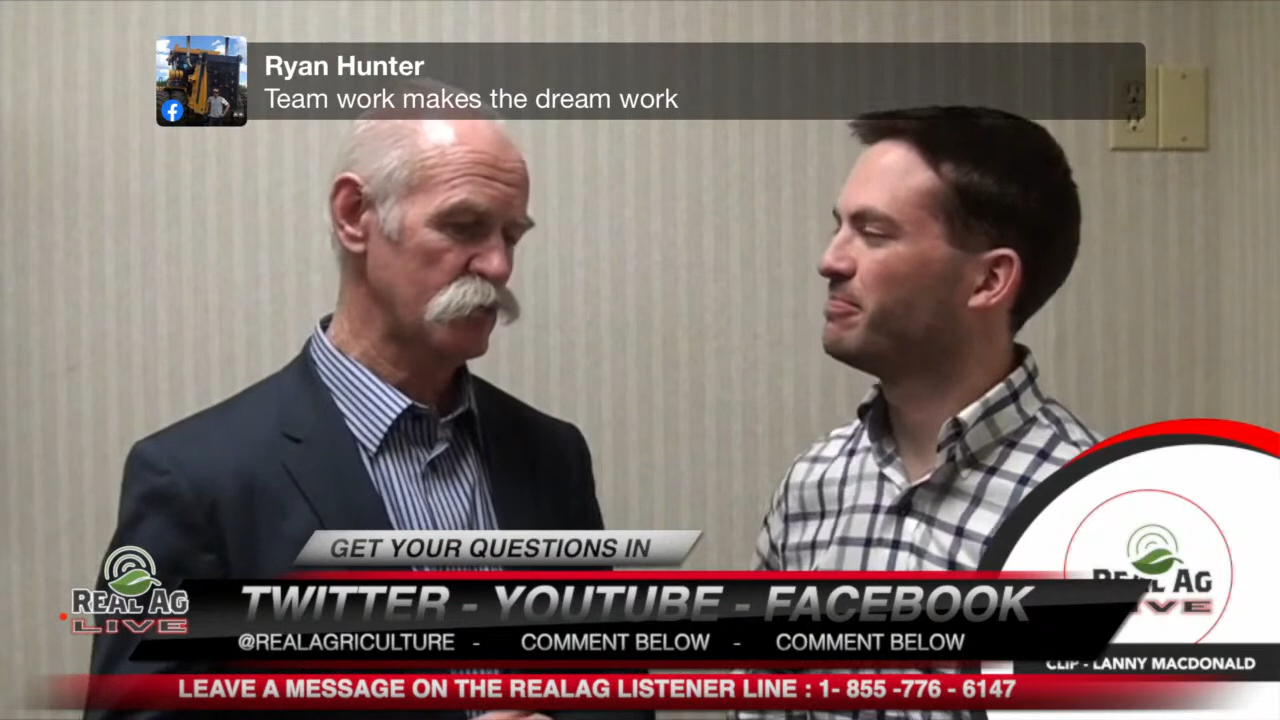 Ryan Hunter
Team work makes the dream work
GET YOUR QUESTIONS IN
TWITTER - YOUTUBE - FACEBOOK
@REALAGRICULTURE - COMMENT BELOW - COMMENT BELOW
REAL AG
LIVE
REAL AG
LIVE
CLIP - LANNY MACDONALD
LEAVE A MESSAGE ON THE REALAG LISTENER LINE : 1- 855 -776 - 6147